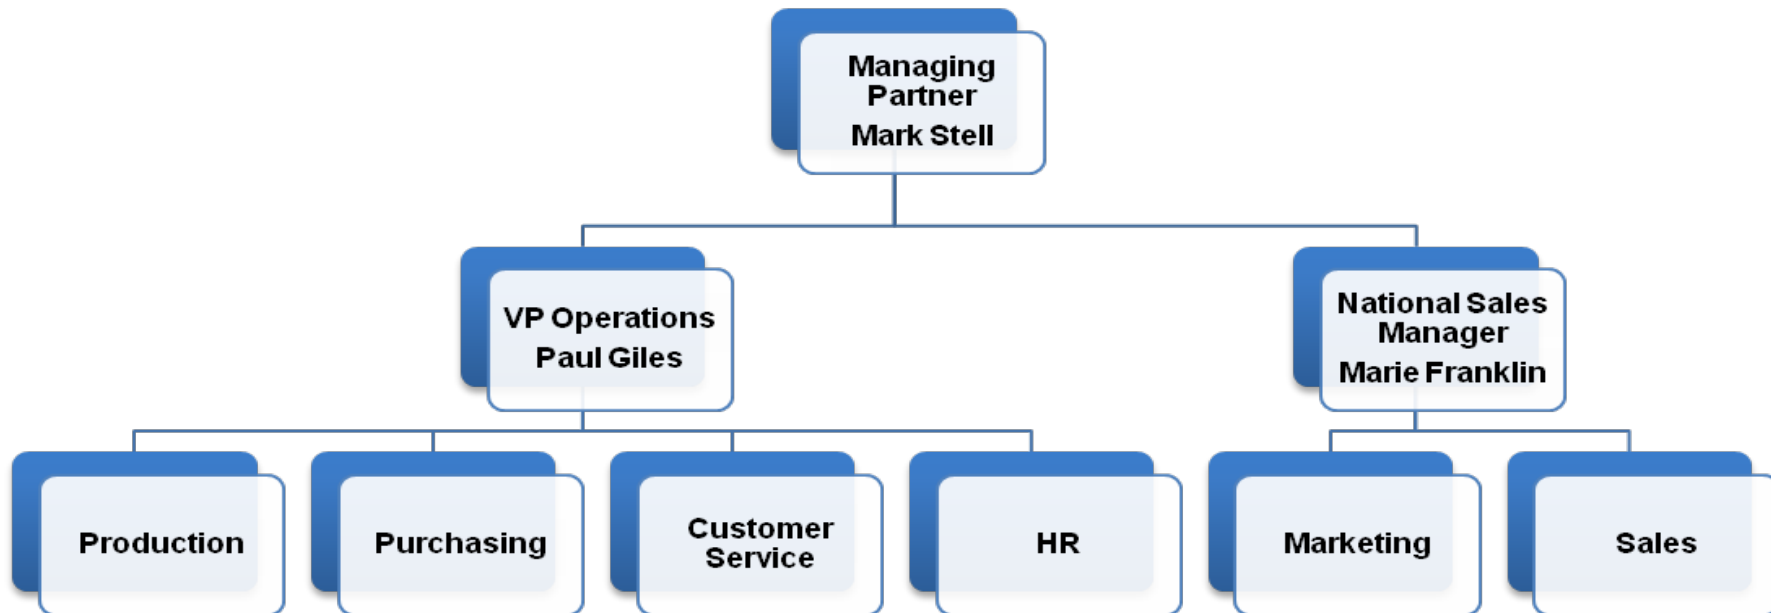 Managing
Partner
Mark Stell
VP Operations
Paul Giles
National Sales
Manager
Marie Franklin
Production
Purchasing
Customer
Service
HR
Marketing
Sales